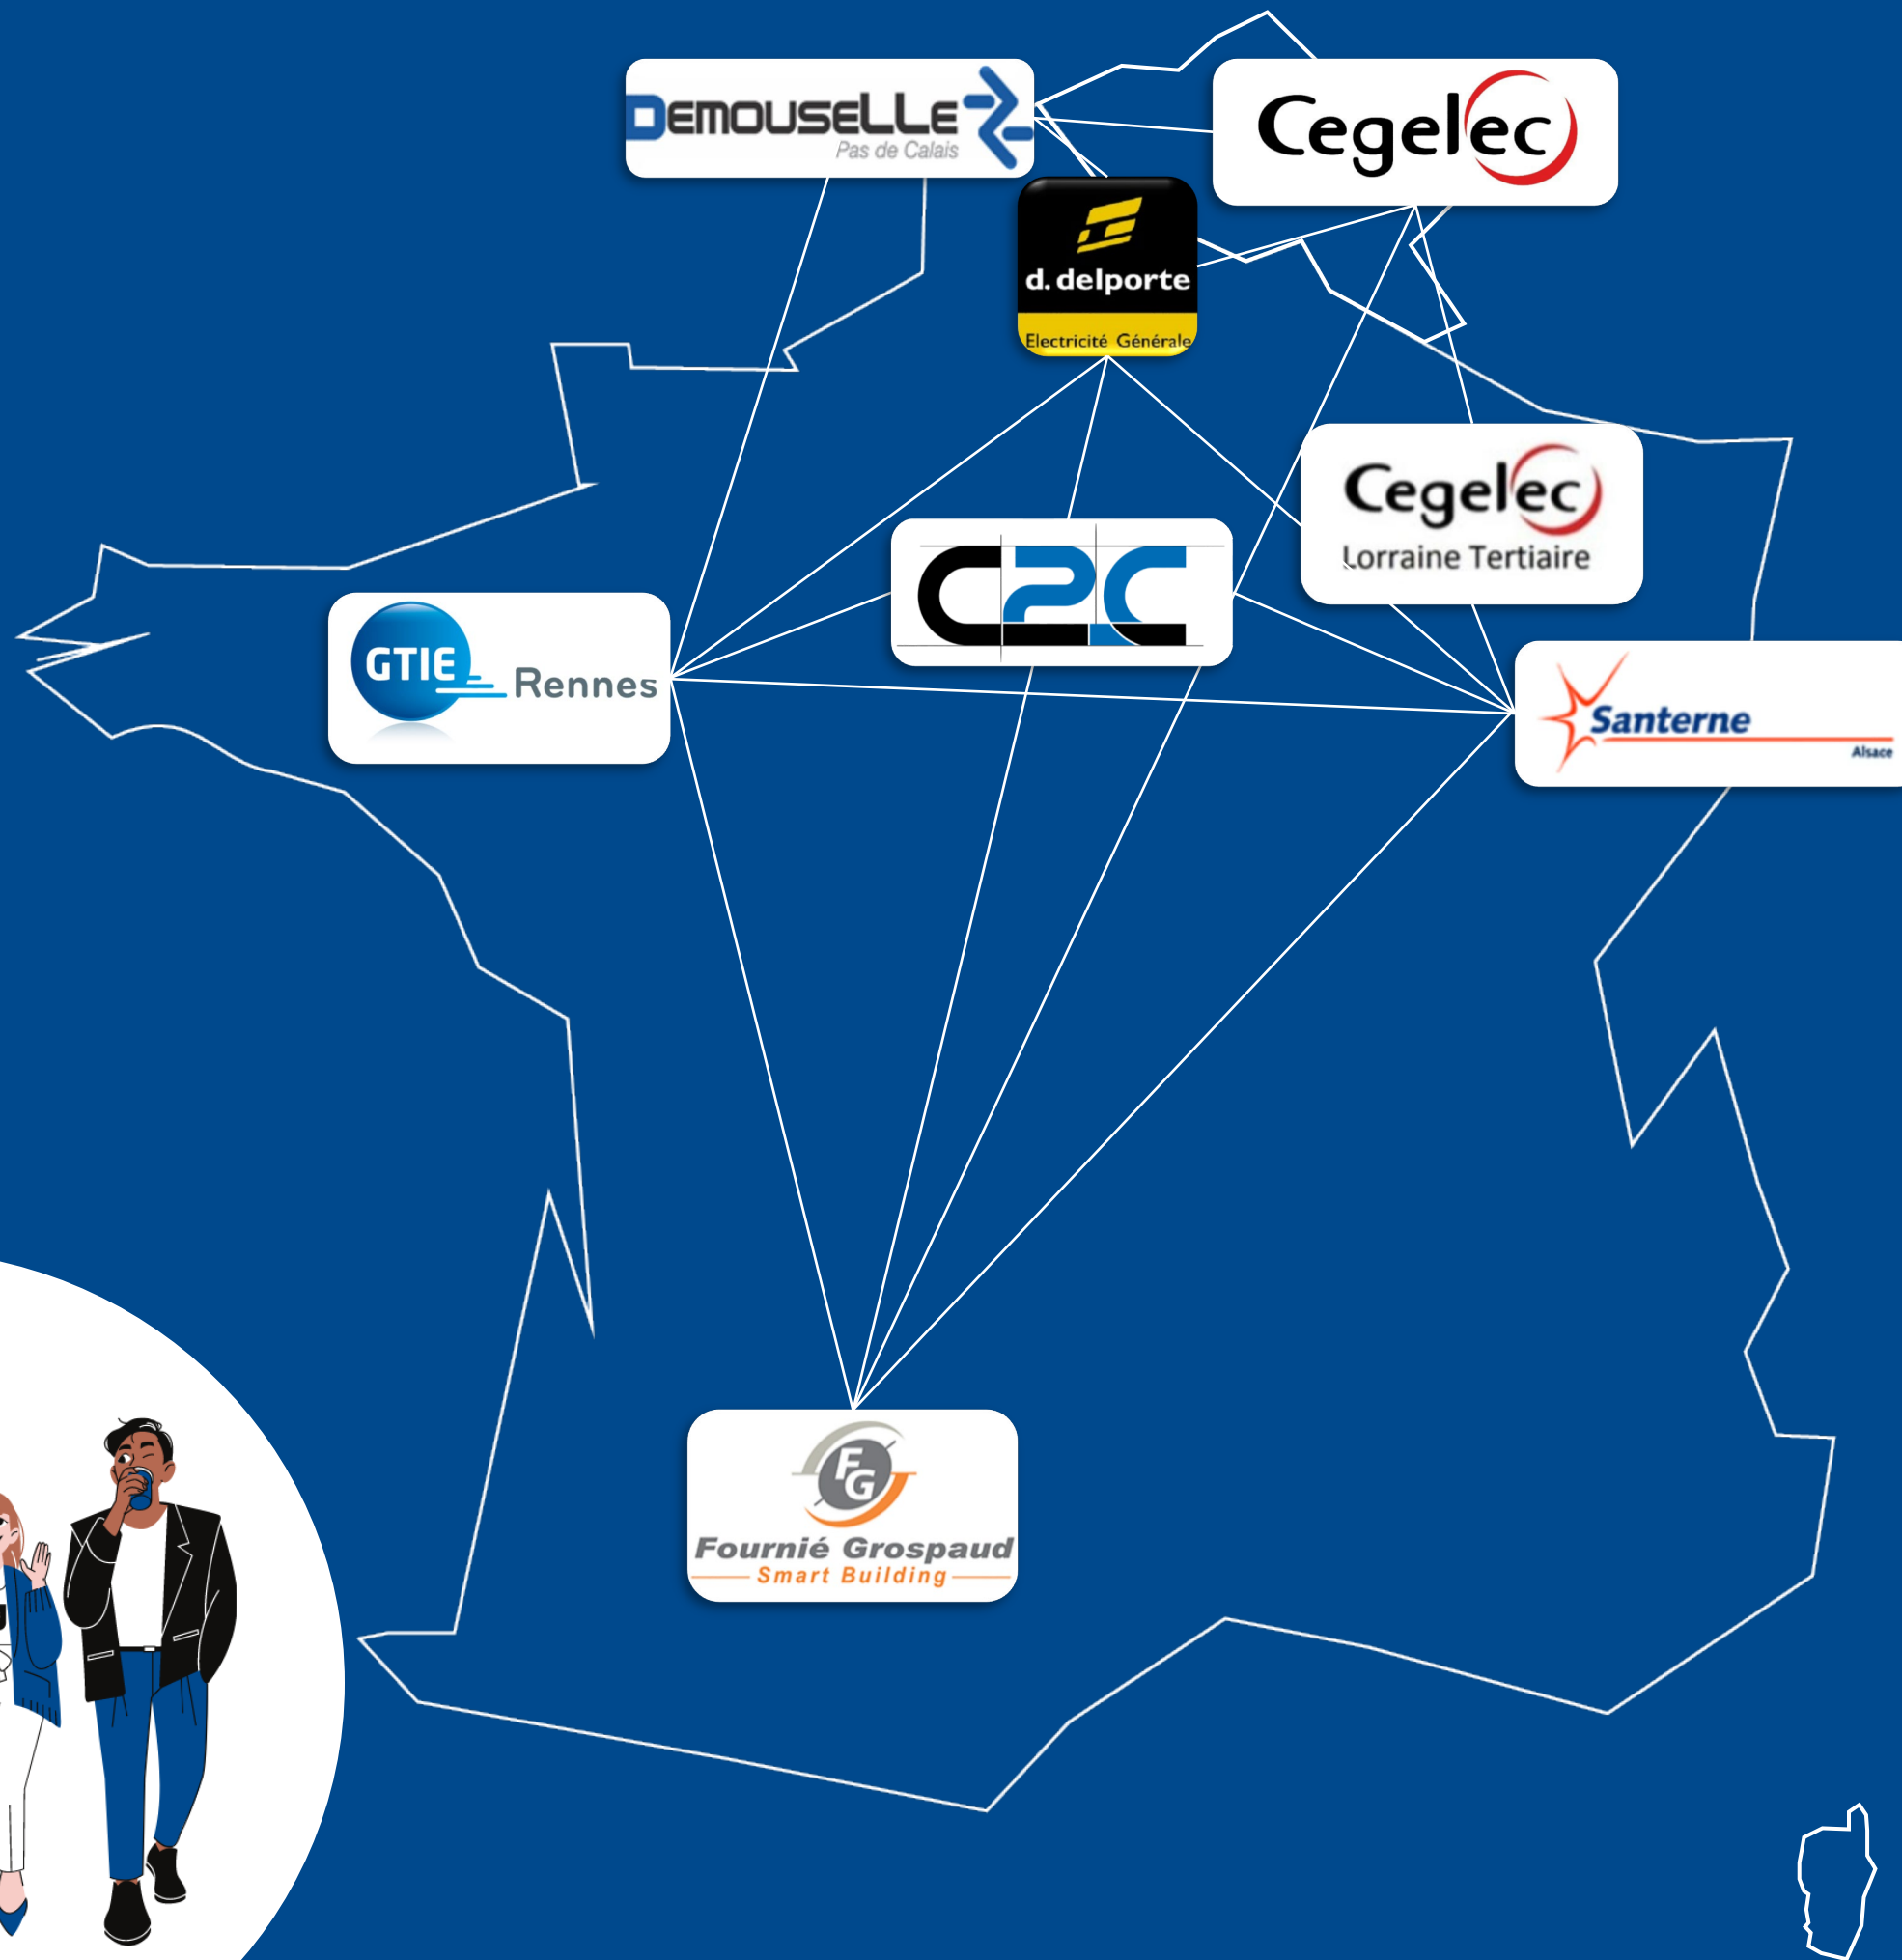 Demouselle
Pas de Calais
Cegelec
d. delporte
Electricité Générale
Cegelec
Lorraine Tertiaire
C2C
GTIE Rennes
Santerne
Alsace
FG
Fournié Grospaud
Smart Building